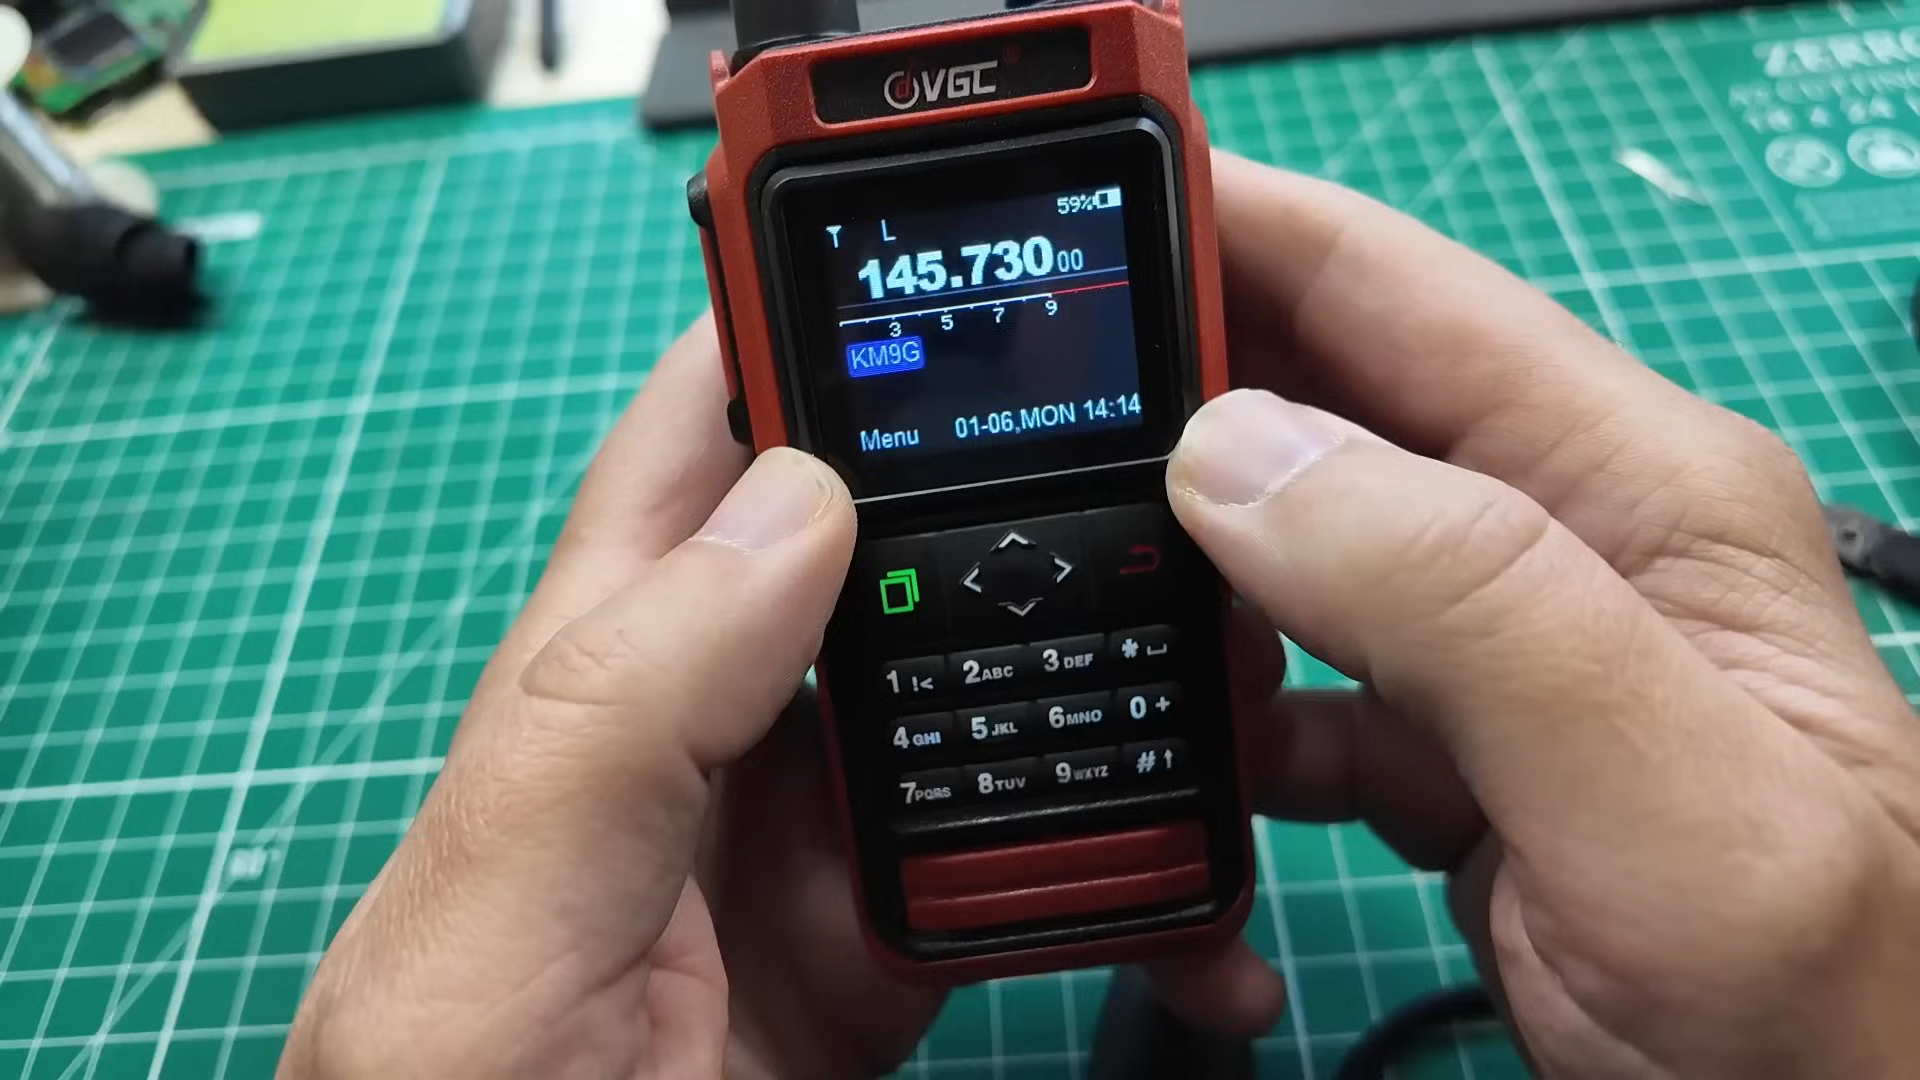 VGC
59%
L
145.73000
3 5 7 9
KM9G
Menu 01-06,MON 14:14
1 !< 2ABC 3DEF *
4GHI 5JKL 6MNO 0 +
7PQRS 8TUV 9WXYZ #